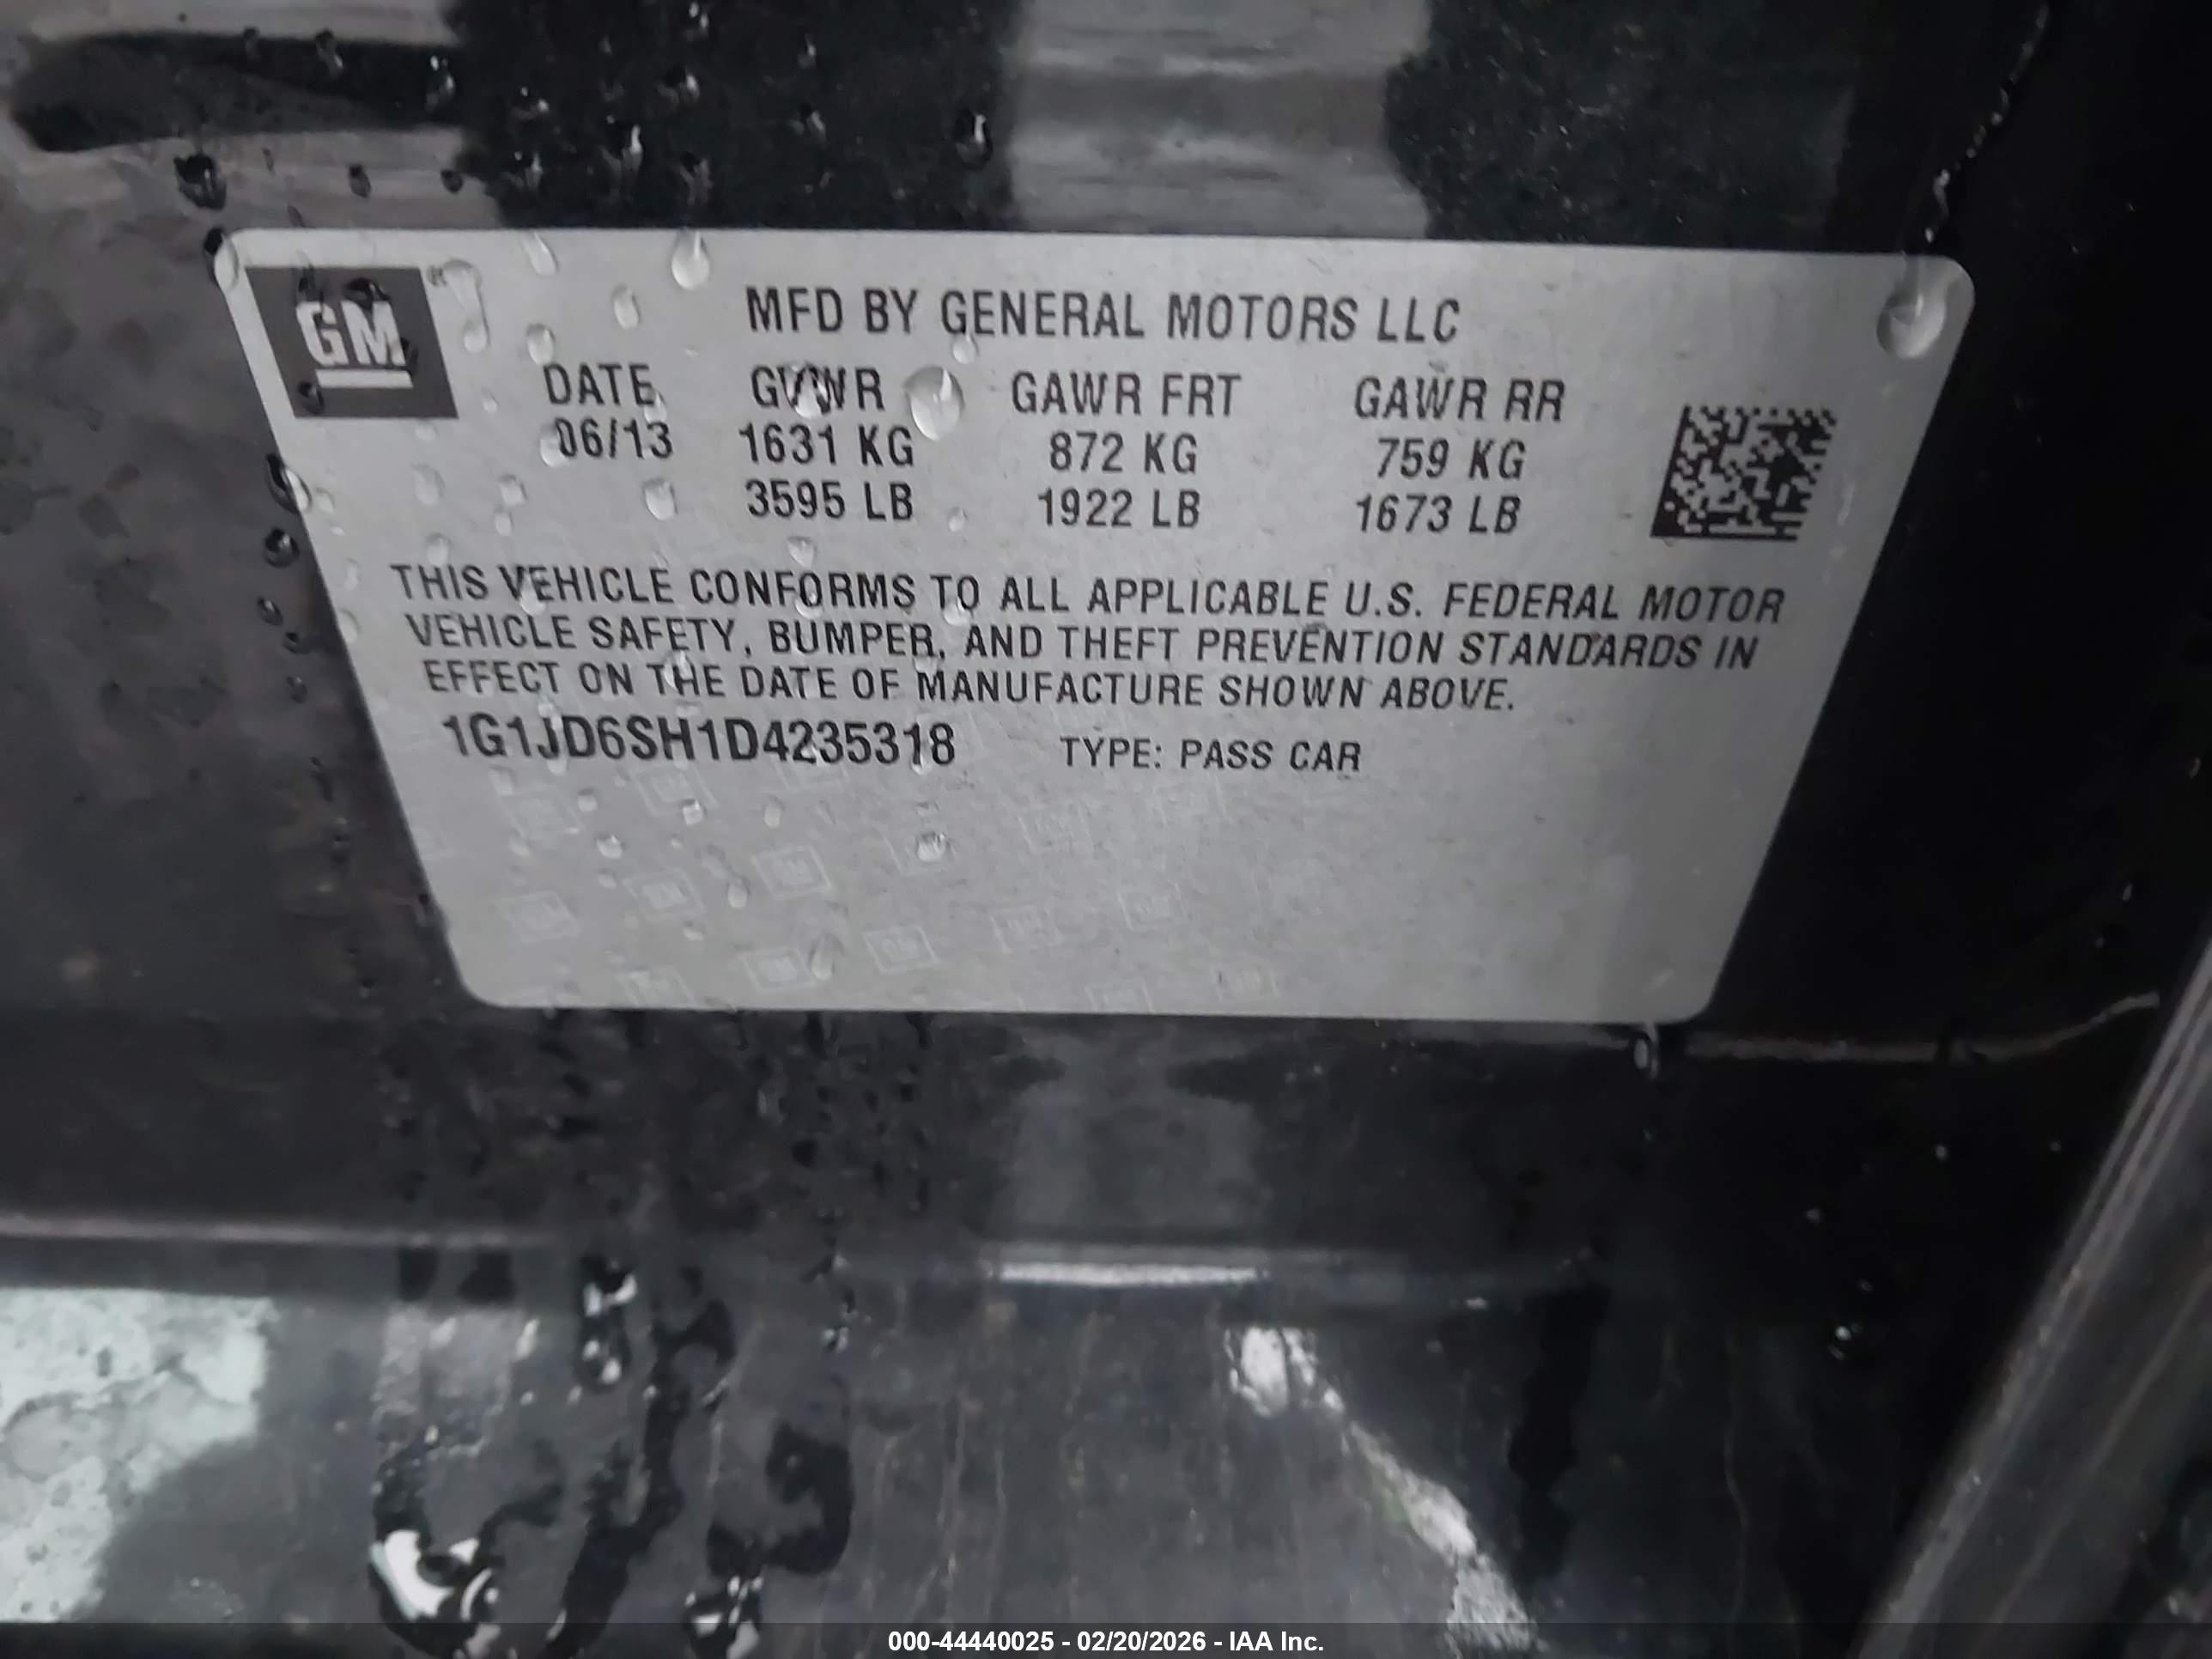 GM
MFD BY GENERAL MOTORS LLC
DATE GVWR GAWR FRT GAWR RR
06/13 1631 KG 872 KG 759 KG
3595 LB 1922 LB 1673 LB
THIS VEHICLE CONFORMS TO ALL APPLICABLE U.S. FEDERAL MOTOR
VEHICLE SAFETY, BUMPER, AND THEFT PREVENTION STANDARDS IN
EFFECT ON THE DATE OF MANUFACTURE SHOWN ABOVE.
1G1JD6SH1D4235318 TYPE: PASS CAR
000-44440025 - 02/20/2026 - IAA Inc.